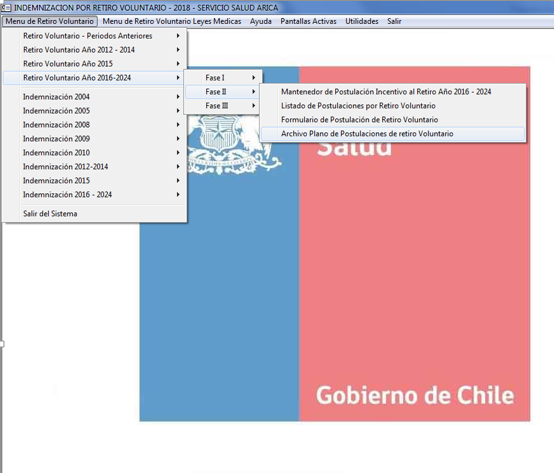 INDEMNIZACION POR RETIRO VOLUNTARIO - 2018 - SERVICIO SALUD ARICA
Menu de Retiro Voluntario Menu de Retiro Voluntario Leyes Medicas Ayuda Pantallas Activas Utilidades Salir
Retiro Voluntario - Periodos Anteriores
Retiro Voluntario Año 2012 - 2014
Retiro Voluntario Año 2015
Retiro Voluntario Año 2016-2024
Fase I
Fase II
Fase III
Mantenedor de Postulación Incentivo al Retiro Año 2016 - 2024
Listado de Postulaciones por Retiro Voluntario
Formulario de Postulación de Retiro Voluntario
Archivo Plano de Postulaciones de retiro Voluntario
Indemnización 2004
Indemnización 2005
Indemnización 2008
Indemnización 2009
Indemnización 2010
Indemnización 2012-2014
Indemnización 2015
Indemnización 2016 - 2024
Salir del Sistema
Salud
Gobierno de Chile